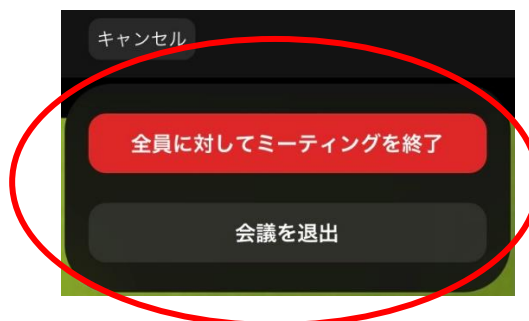 キャンセル
全員に対してミーティングを終了
会議を退出